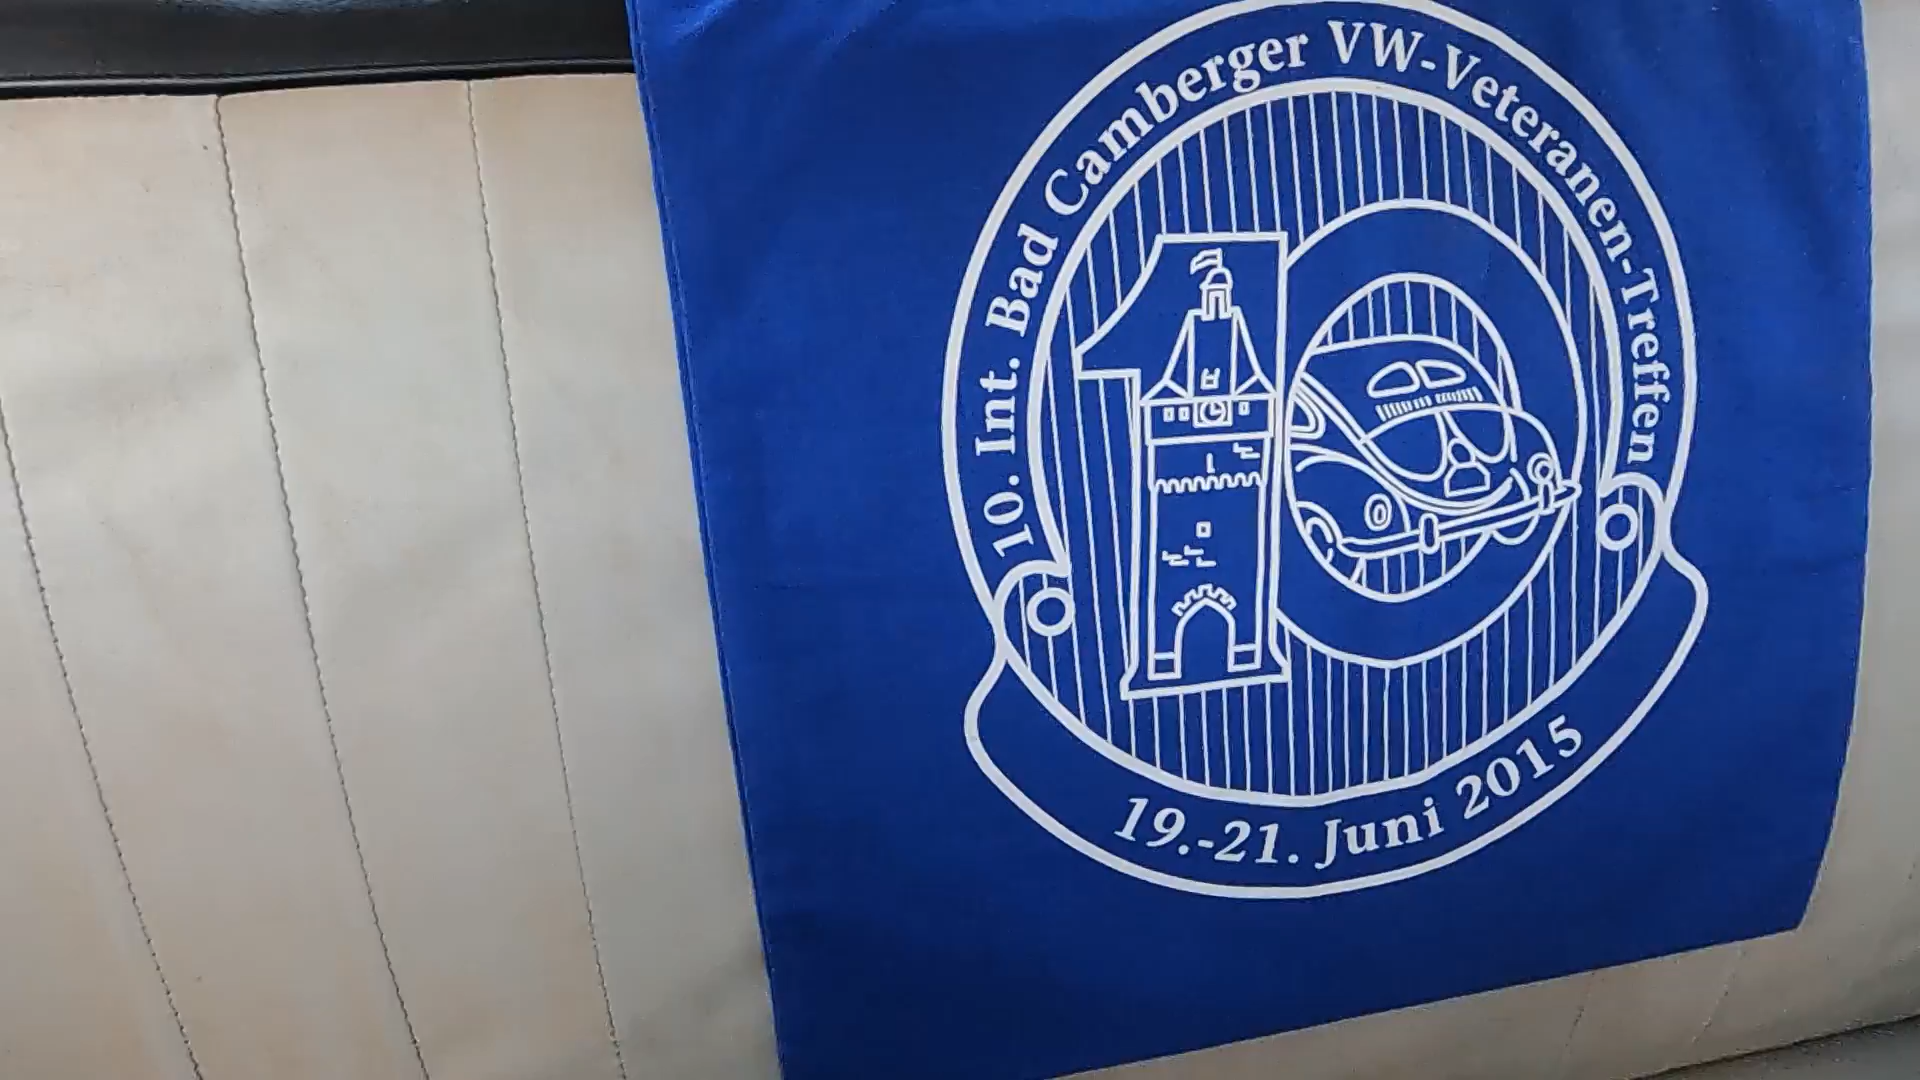 10. Int. Bad Camberger VW-Veteranen-Treffen
19.-21. Juni 2015